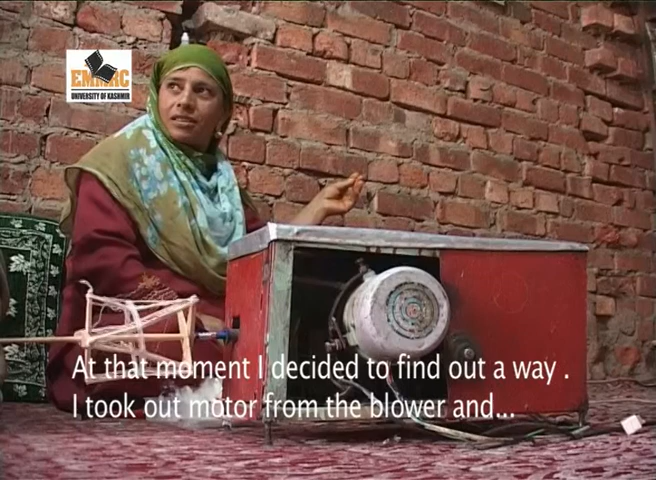 EMMRC
UNIVERSITY OF KASHMIR
At that moment I decided to find out a way .
I took out motor from the blower and...